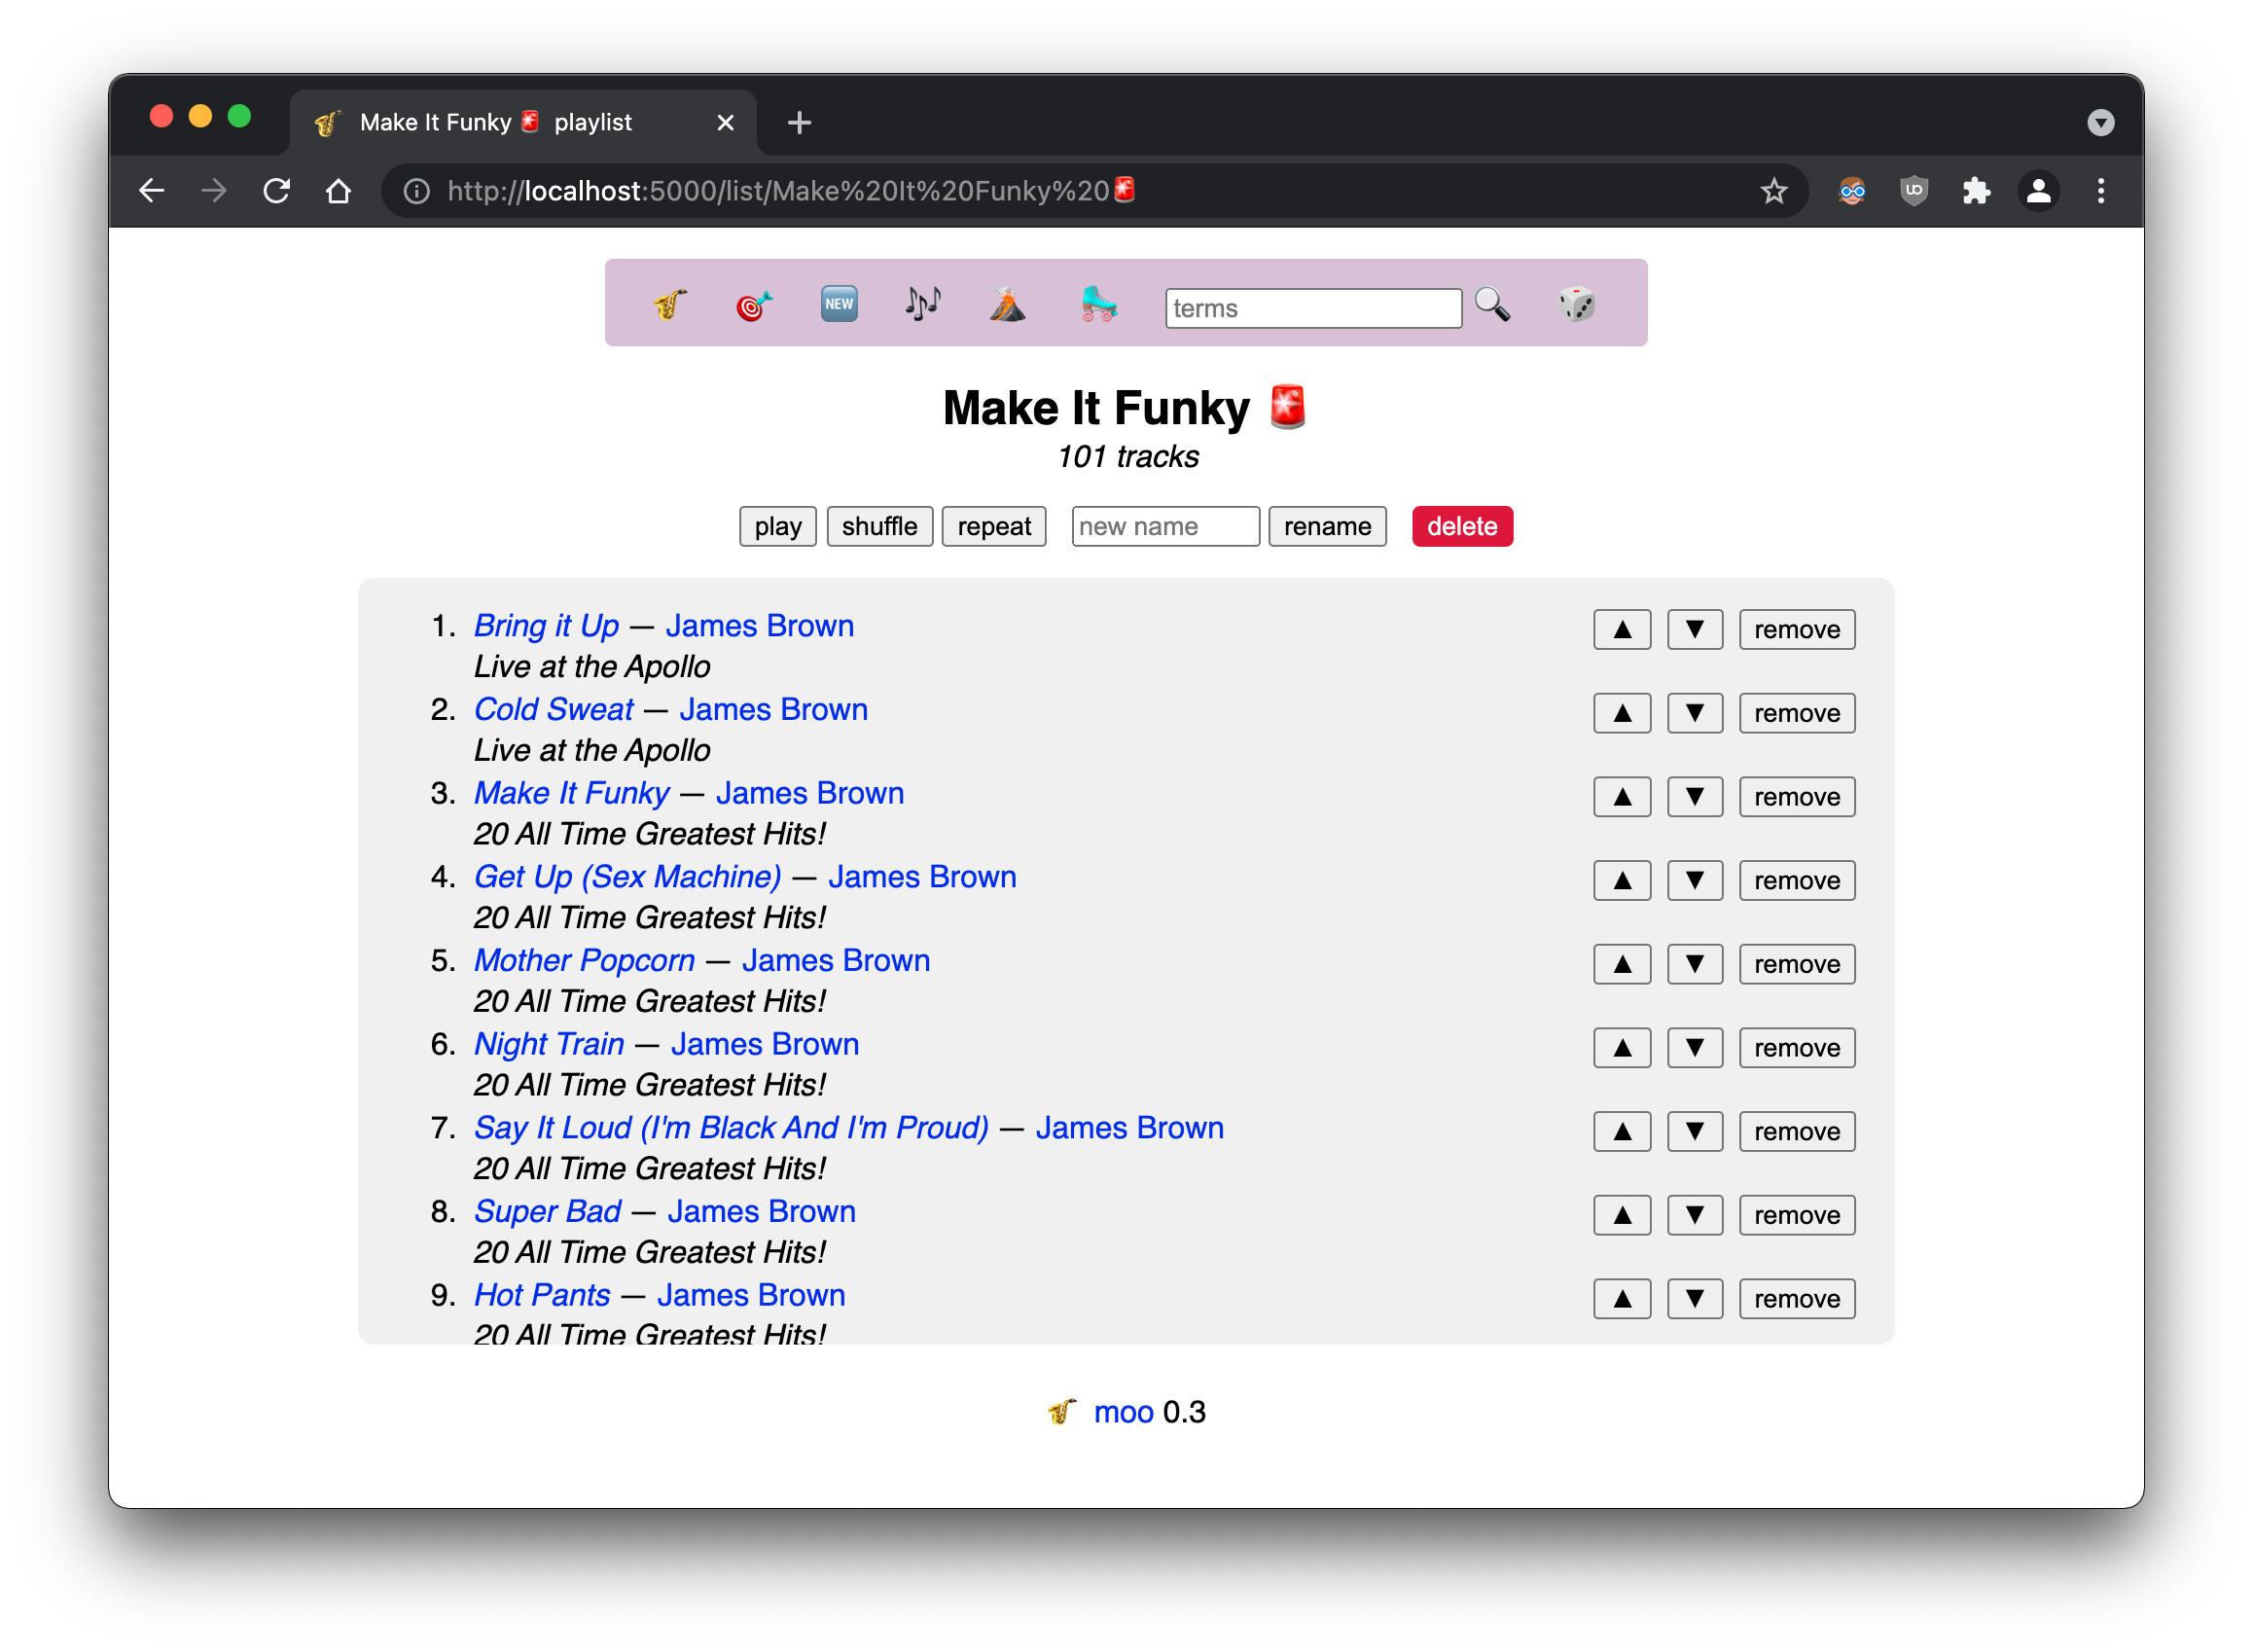 Make It Funky 🚨 playlist
http://localhost:5000/list/Make%20It%20Funky%20🚨
NEW
terms
Make It Funky 🚨
101 tracks
play shuffle repeat new name rename delete
1. Bring it Up — James Brown ▲ ▼ remove
Live at the Apollo
2. Cold Sweat — James Brown ▲ ▼ remove
Live at the Apollo
3. Make It Funky — James Brown ▲ ▼ remove
20 All Time Greatest Hits!
4. Get Up (Sex Machine) — James Brown ▲ ▼ remove
20 All Time Greatest Hits!
5. Mother Popcorn — James Brown ▲ ▼ remove
20 All Time Greatest Hits!
6. Night Train — James Brown ▲ ▼ remove
20 All Time Greatest Hits!
7. Say It Loud (I'm Black And I'm Proud) — James Brown ▲ ▼ remove
20 All Time Greatest Hits!
8. Super Bad — James Brown ▲ ▼ remove
20 All Time Greatest Hits!
9. Hot Pants — James Brown ▲ ▼ remove
20 All Time Greatest Hits!
🎷 moo 0.3